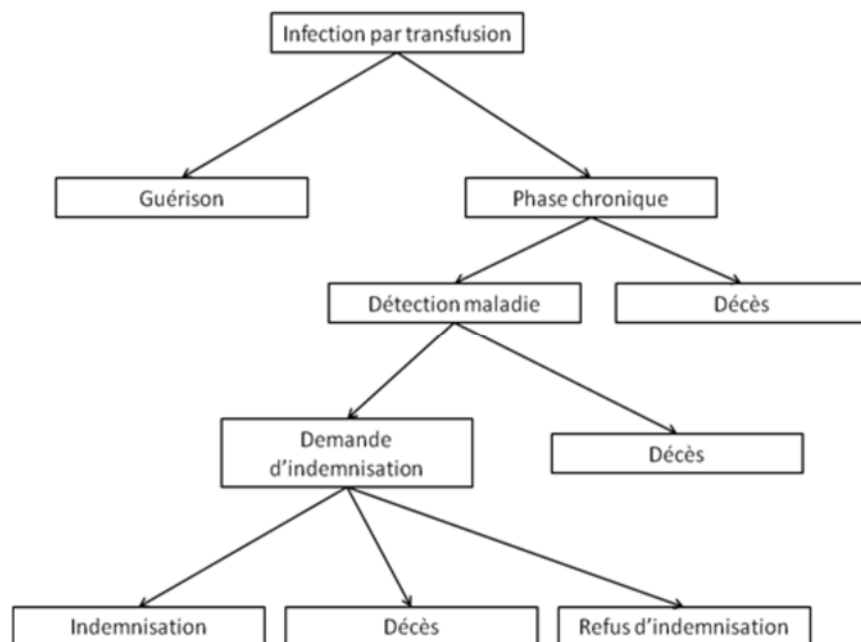 Infection par transfusion
Guérison
Phase chronique
Détection maladie
Décès
Demande
d'indemnisation
Décès
Indemnisation
Décès
Refus d'indemnisation